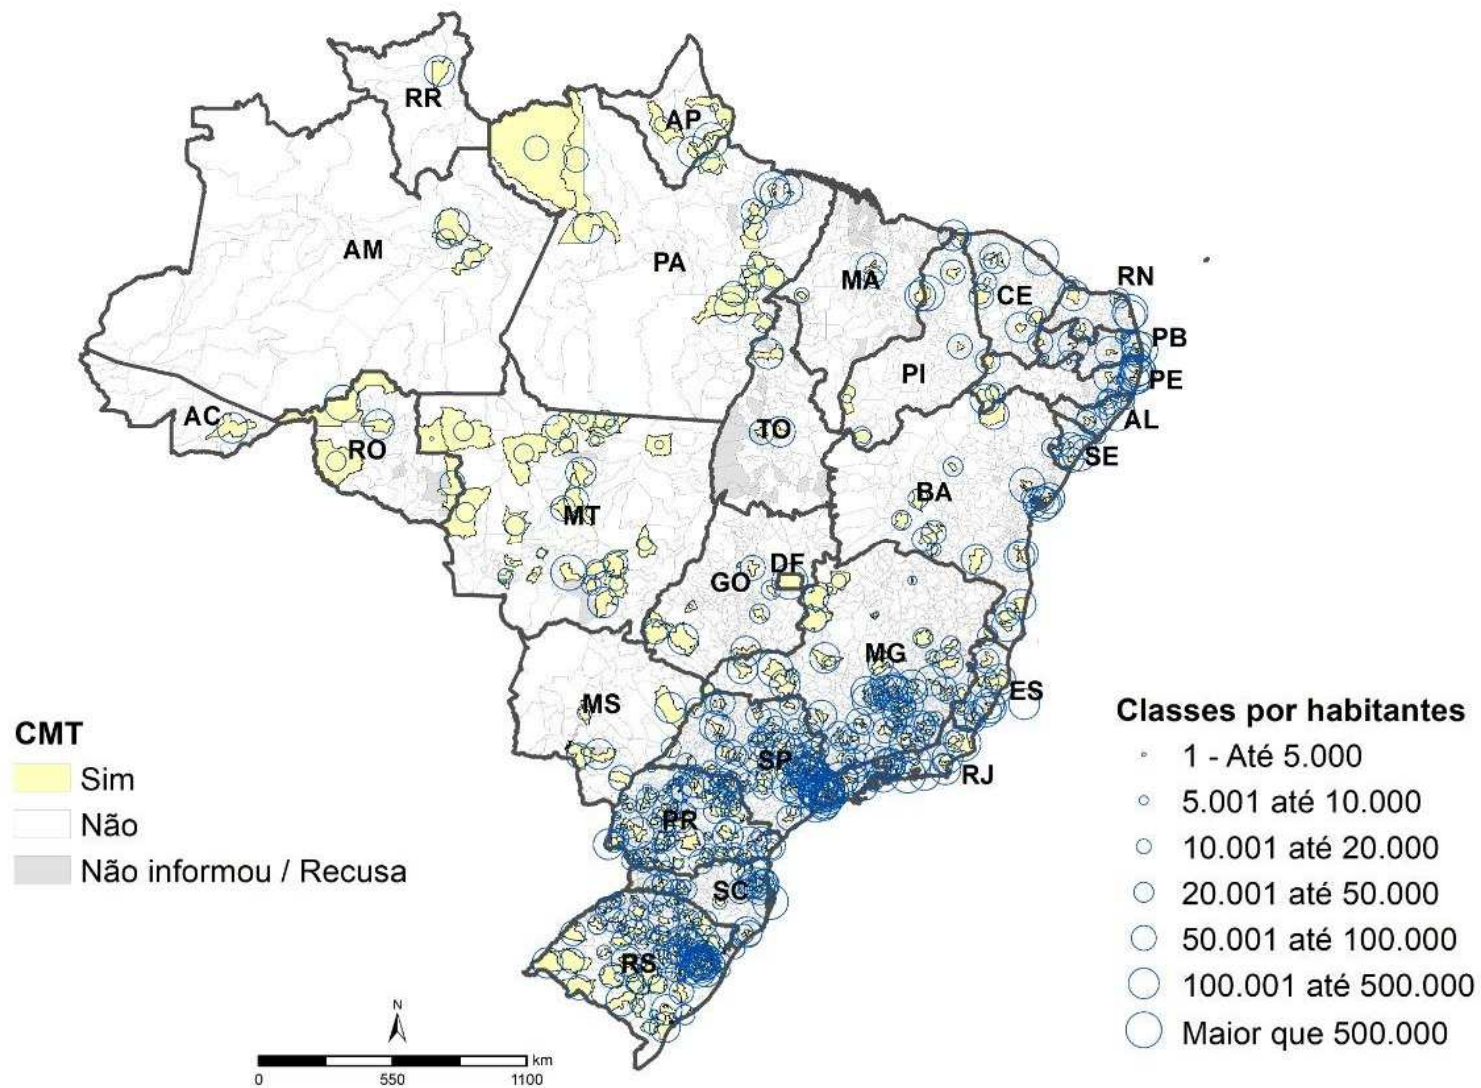 RR
AP
AM
PA
MA
CE
RN
PB
PE
AL
SE
PI
AC
RO
TO
BA
MT
GO
DF
MG
ES
MS
SP
RJ
PR
SC
RS
CMT
Sim
Não
Não informou / Recusa
Classes por habitantes
1 - Até 5.000
5.001 até 10.000
10.001 até 20.000
20.001 até 50.000
50.001 até 100.000
100.001 até 500.000
Maior que 500.000
N
km
0 550 1100